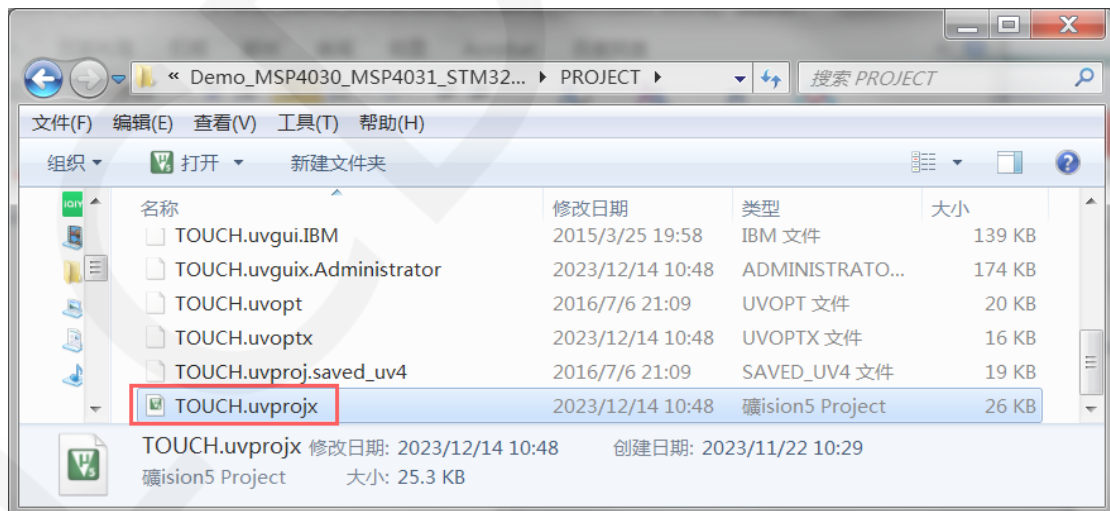 « Demo_MSP4030_MSP4031_STM32... ▸ PROJECT ▸ 搜索 PROJECT
文件(F) 编辑(E) 查看(V) 工具(T) 帮助(H)
组织 打开 新建文件夹
名称 修改日期 类型 大小
TOUCH.uvgui.IBM 2015/3/25 19:58 IBM 文件 139 KB
TOUCH.uvguix.Administrator 2023/12/14 10:48 ADMINISTRATO... 174 KB
TOUCH.uvopt 2016/7/6 21:09 UVOPT 文件 20 KB
TOUCH.uvoptx 2023/12/14 10:48 UVOPTX 文件 16 KB
TOUCH.uvproj.saved_uv4 2016/7/6 21:09 SAVED_UV4 文件 19 KB
TOUCH.uvprojx 2023/12/14 10:48 礦ision5 Project 26 KB
TOUCH.uvprojx 修改日期: 2023/12/14 10:48 创建日期: 2023/11/22 10:29
礦ision5 Project 大小: 25.3 KB